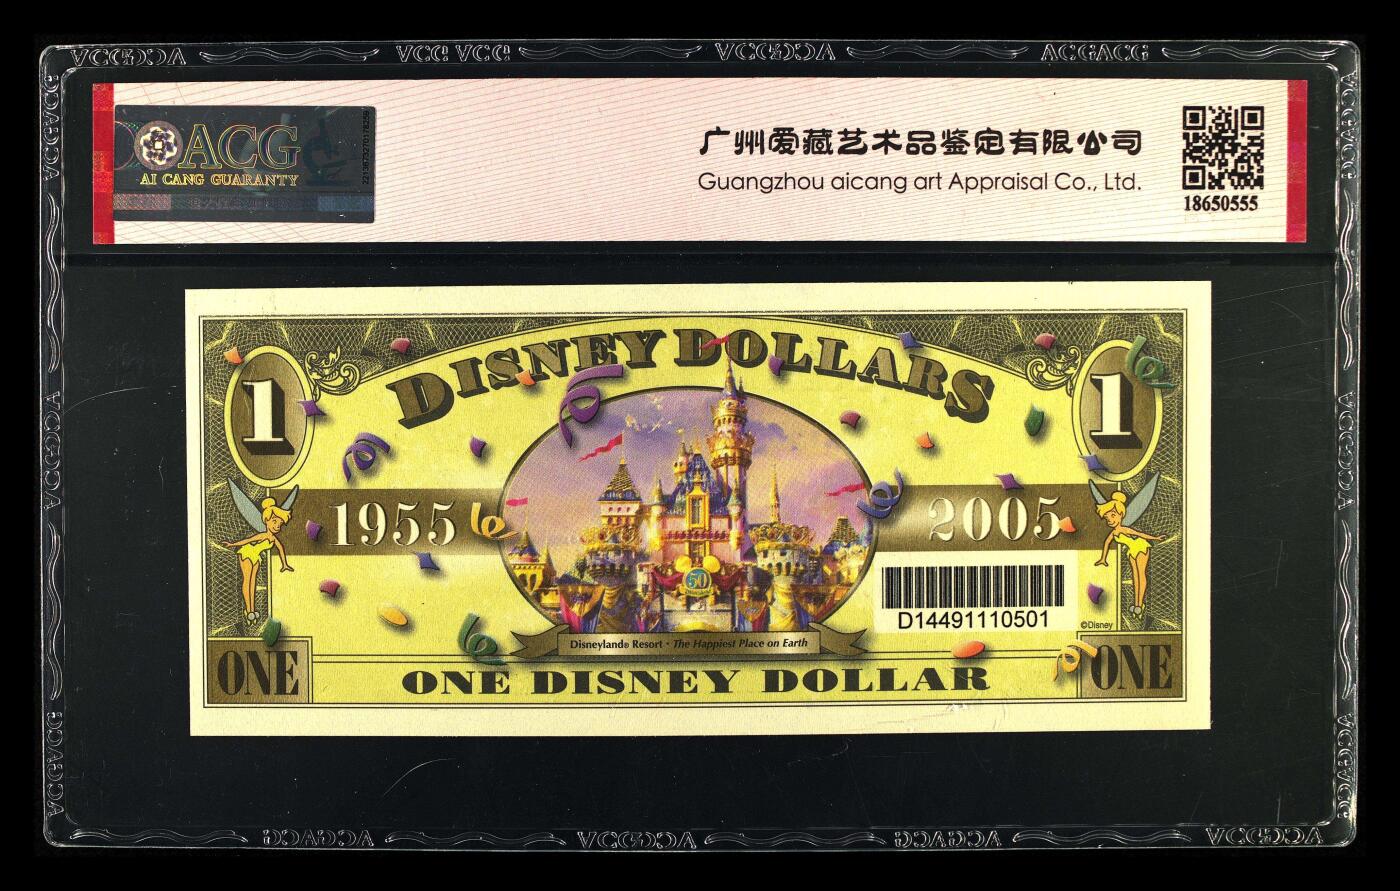 ACG
AI CANG GUARANTY
广州爱藏艺术品鉴定有限公司
Guangzhou aicang art Appraisal Co., Ltd.
18650555
DISNEY DOLLARS
1
1
1955
2005
50
D14491110501
©Disney
Disneyland® Resort • The Happiest Place on Earth
ONE
ONE DISNEY DOLLAR
ONE